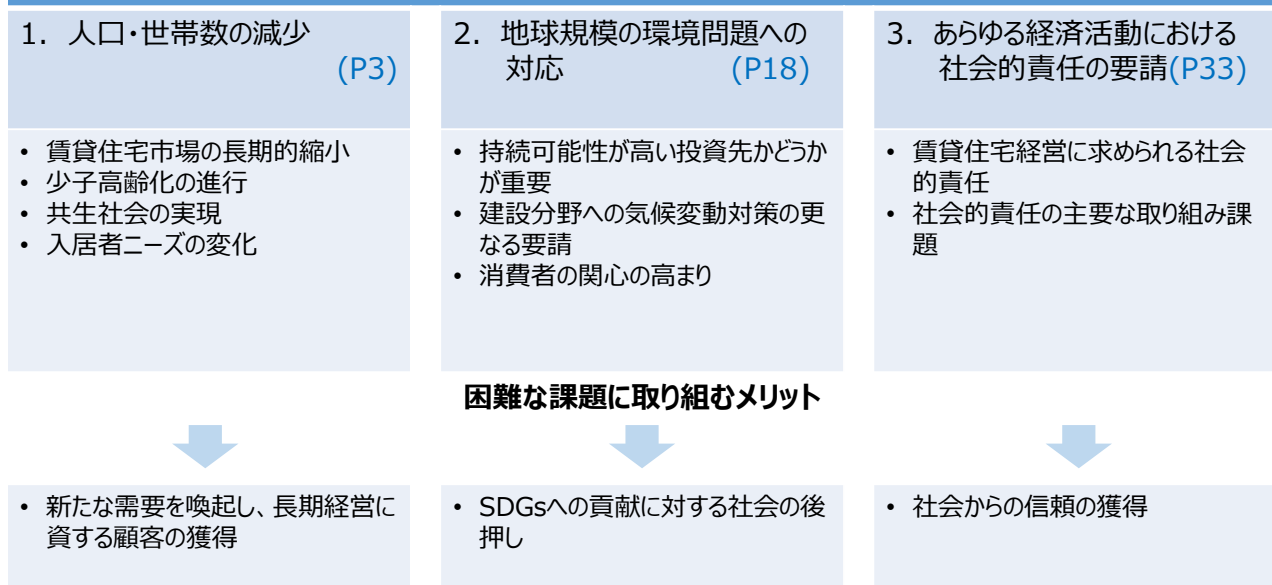 1. 人口・世帯数の減少
(P3)
• 賃貸住宅市場の長期的縮小
• 少子高齢化の進行
• 共生社会の実現
• 入居者ニーズの変化
2. 地球規模の環境問題への
対応 (P18)
• 持続可能性が高い投資先かどうか
が重要
• 建設分野への気候変動対策の更
なる要請
• 消費者の関心の高まり
3. あらゆる経済活動における
社会的責任の要請(P33)
• 賃貸住宅経営に求められる社会
的責任
• 社会的責任の主要な取り組み課
題
困難な課題に取り組むメリット
• 新たな需要を喚起し、長期経営に
資する顧客の獲得
• SDGsへの貢献に対する社会の後
押し
• 社会からの信頼の獲得